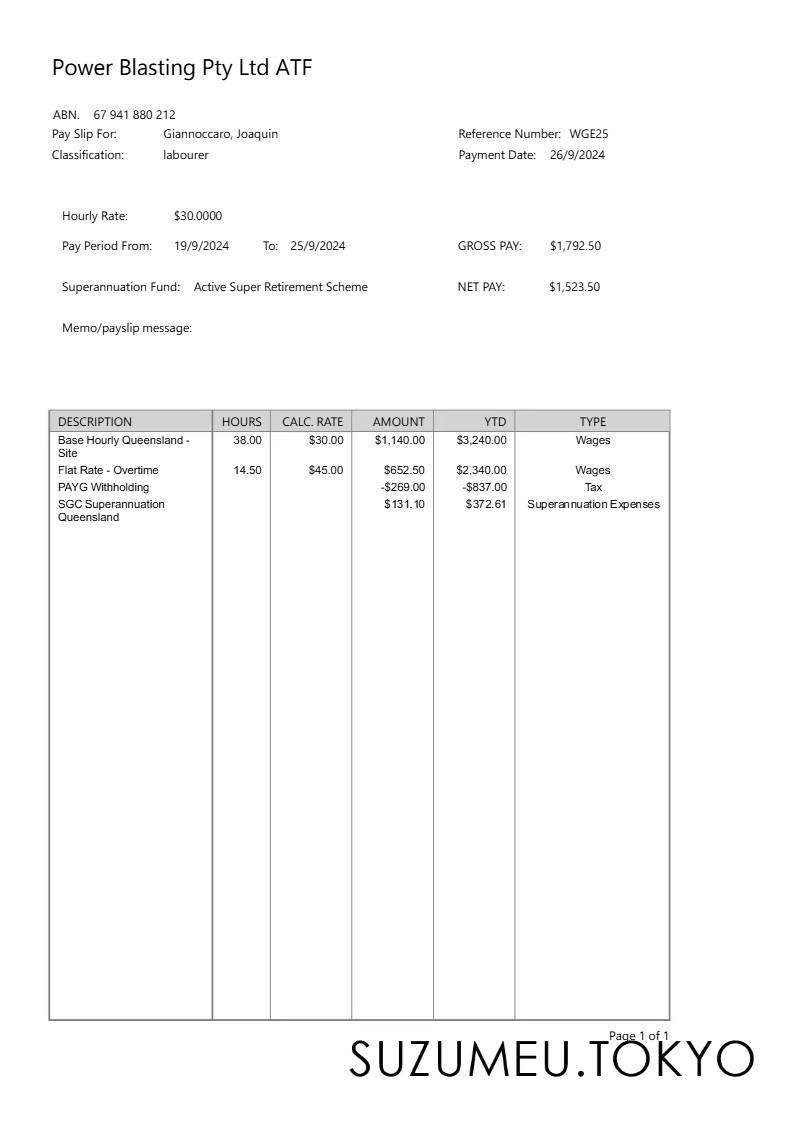 Power Blasting Pty Ltd ATF
ABN. 67 941 880 212
Pay Slip For: Giannoccaro, Joaquin Reference Number: WGE25
Classification: labourer Payment Date: 26/9/2024
Hourly Rate: $30.0000
Pay Period From: 19/9/2024 To: 25/9/2024 GROSS PAY: $1,792.50
Superannuation Fund: Active Super Retirement Scheme NET PAY: $1,523.50
Memo/payslip message:
DESCRIPTION HOURS CALC. RATE AMOUNT YTD TYPE
Base Hourly Queensland - 38.00 $30.00 $1,140.00 $3,240.00 Wages
Site
Flat Rate - Overtime 14.50 $45.00 $652.50 $2,340.00 Wages
PAYG Withholding -$269.00 -$837.00 Tax
SGC Superannuation $131.10 $372.61 Superannuation Expenses
Queensland
Page 1 of 1
SUZUMEU.TOKYO